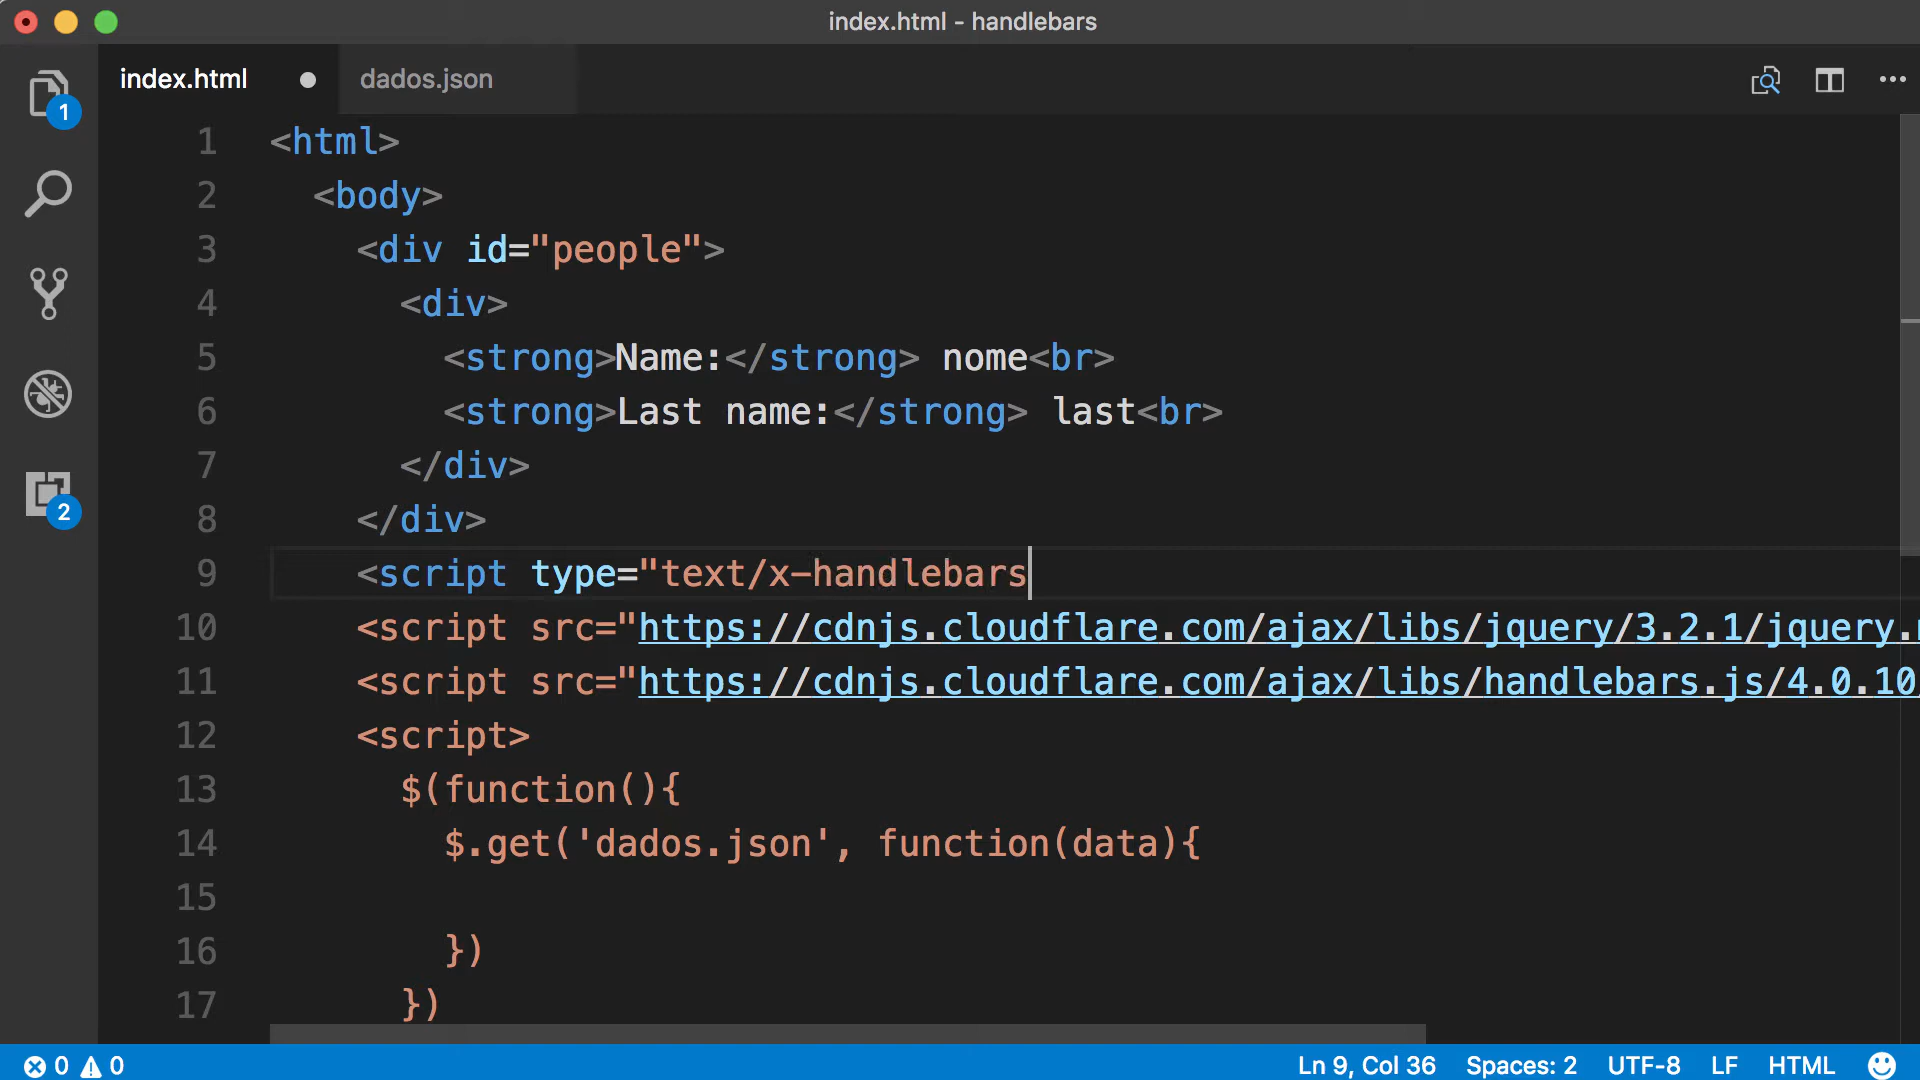 index.html - handlebars
index.html dados.json
1
1 <html>
2 <body>
3 <div id="people">
4 <div>
5 <strong>Name:</strong> nome<br>
6 <strong>Last name:</strong> last<br>
7 </div>
8 </div>
9 <script type="text/x-handlebars
10 <script src="https://cdnjs.cloudflare.com/ajax/libs/jquery/3.2.1/jquery.
11 <script src="https://cdnjs.cloudflare.com/ajax/libs/handlebars.js/4.0.10
12 <script>
13 $(function(){
14 $.get('dados.json', function(data){
15
16 })
17 })
2
0 0 Ln 9, Col 36 Spaces: 2 UTF-8 LF HTML